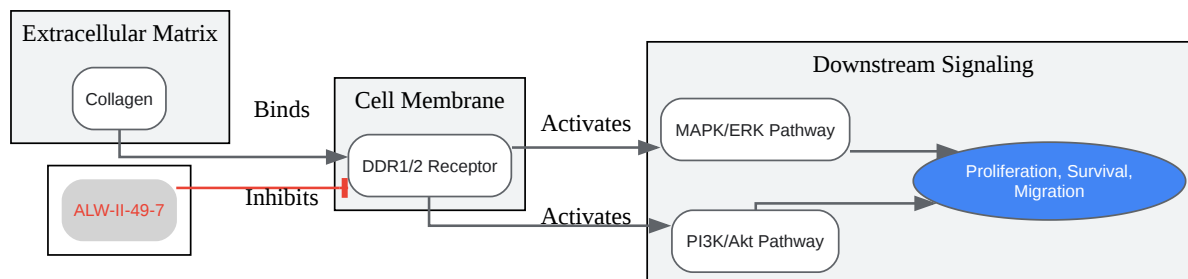 Extracellular Matrix
Collagen
Binds
ALW-II-49-7
Inhibits
Cell Membrane
DDR1/2 Receptor
Activates
Activates
Downstream Signaling
MAPK/ERK Pathway
PI3K/Akt Pathway
Proliferation, Survival,
Migration